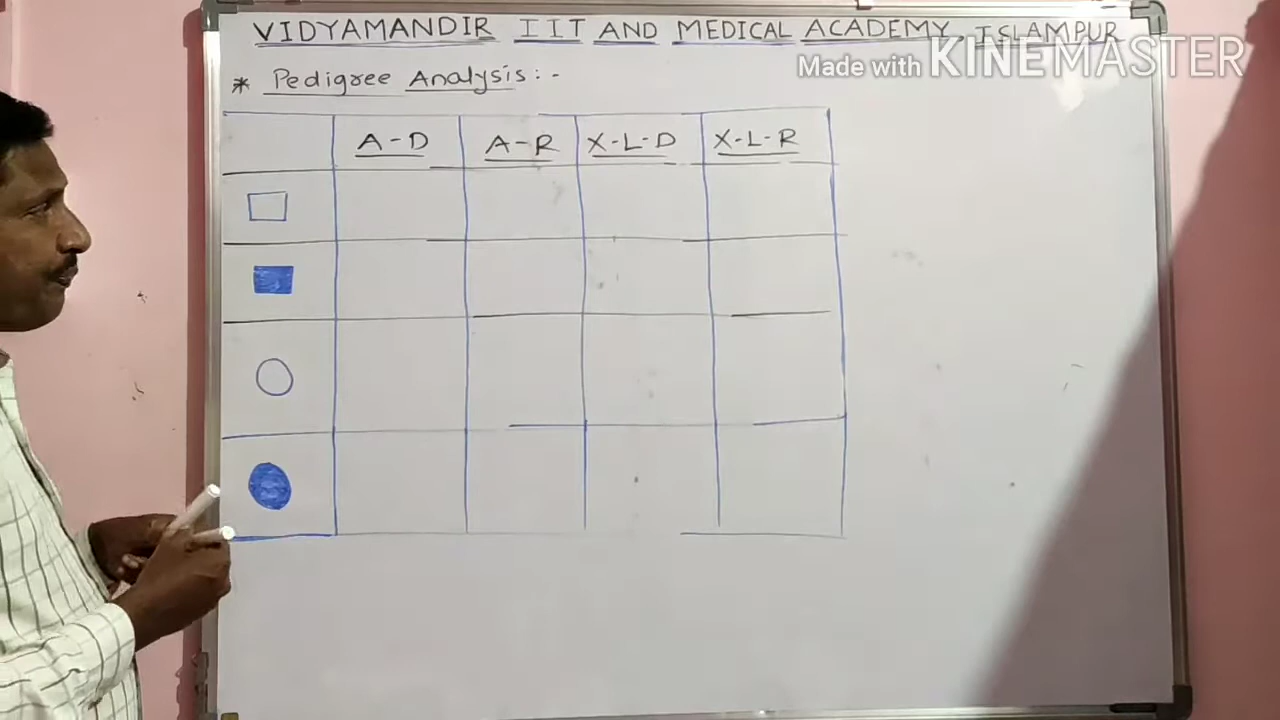 VIDYAMANDIR IIT AND MEDICAL ACADEMY, ISLAMPUR
Made with KINEMASTER
* Pedigree Analysis:-
A-D A-R X-L-D X-L-R